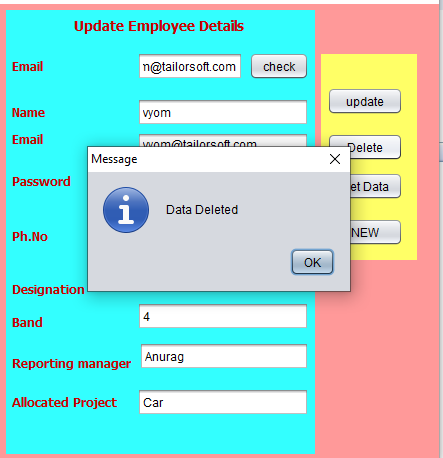 Update Employee Details
Email m@tailorsoft.com check
Name vyom update
Email vyom@tailorsoft.com Delete
Message
Password et Data
Data Deleted
Ph.No NEW
OK
Designation
Band 4
Reporting manager Anurag
Allocated Project Car